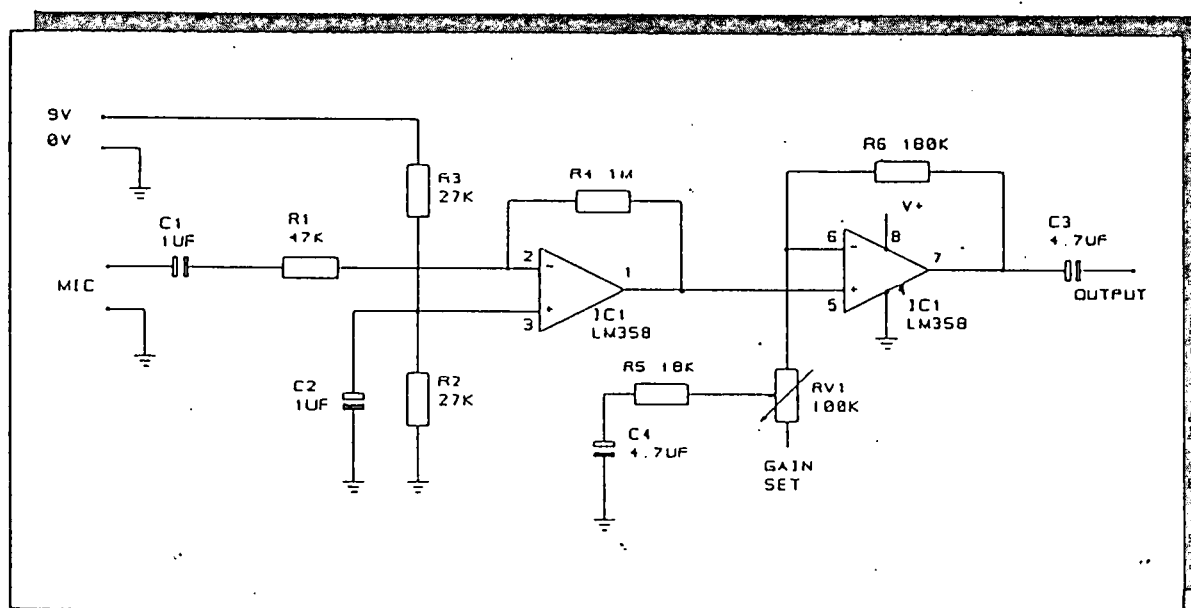 9V
0V
C1
1UF
R1
47K
MIC
R3
27K
R4 1M
2
-
+
3
1
IC1
LM358
C2
1UF
R2
27K
R5 18K
C4
4.7UF
R6 180K
V+
8
6
-
+
5
7
4
IC1
LM358
RV1
100K
GAIN
SET
C3
4.7UF
OUTPUT